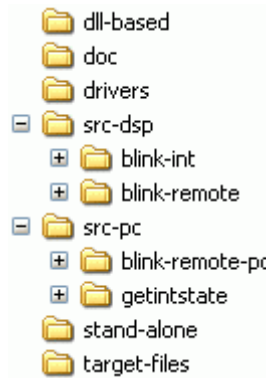 dll-based
doc
drivers
src-dsp
blink-int
blink-remote
src-pc
blink-remote-pc
getintstate
stand-alone
target-files